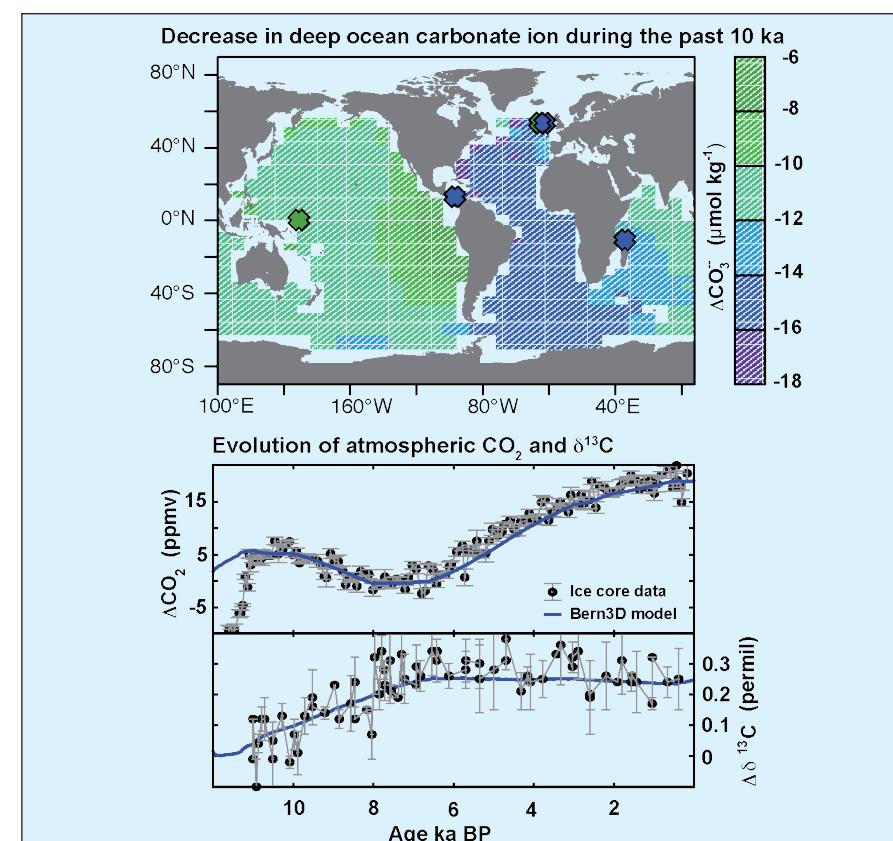 Decrease in deep ocean carbonate ion during the past 10 ka
80°N
40°N
0°N
40°S
80°S
100°E 160°W 80°W 40°E
-6
-8
-10
-12
-14
-16
-18
ΔCO₃⁻⁻ (μmol kg⁻¹)
Evolution of atmospheric CO₂ and δ¹³C
ΔCO₂ (ppmv)
15
5
-5
Ice core data
Bern3D model
0.3
0.2
0.1
0
Δ δ ¹³C (permil)
10 8 6 4 2
Age ka BP